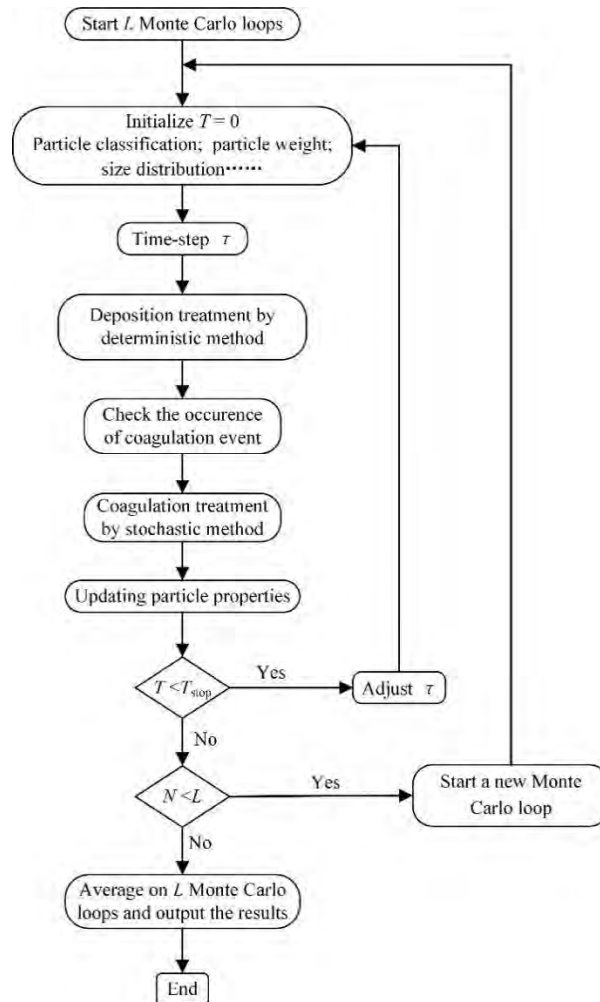 Start L Monte Carlo loops
Initialize T = 0
Particle classification; particle weight;
size distribution⋯⋯
Time-step τ
Deposition treatment by
deterministic method
Check the occurence
of coagulation event
Coagulation treatment
by stochastic method
Updating particle properties
T <Tstop
Yes
Adjust τ
No
N <L
Yes
Start a new Monte
Carlo loop
No
Average on L Monte Carlo
loops and output the results
End